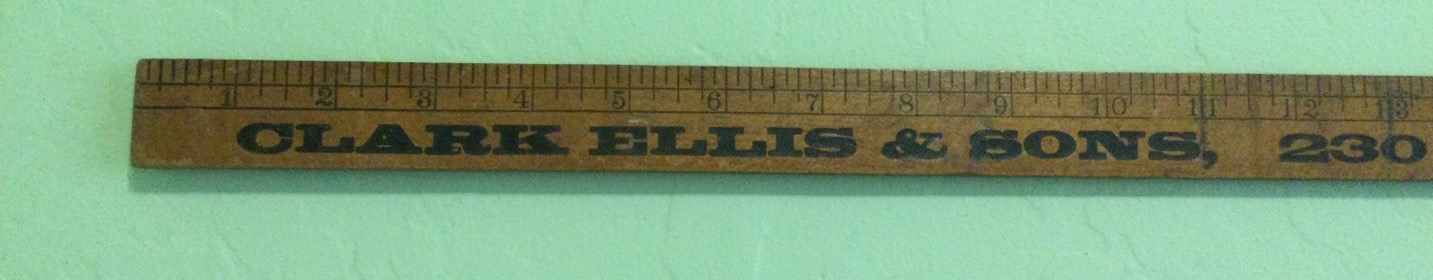 1 2 3 4 5 6 7 8 9 10 11 12 13
CLARK ELLIS & SONS, 230